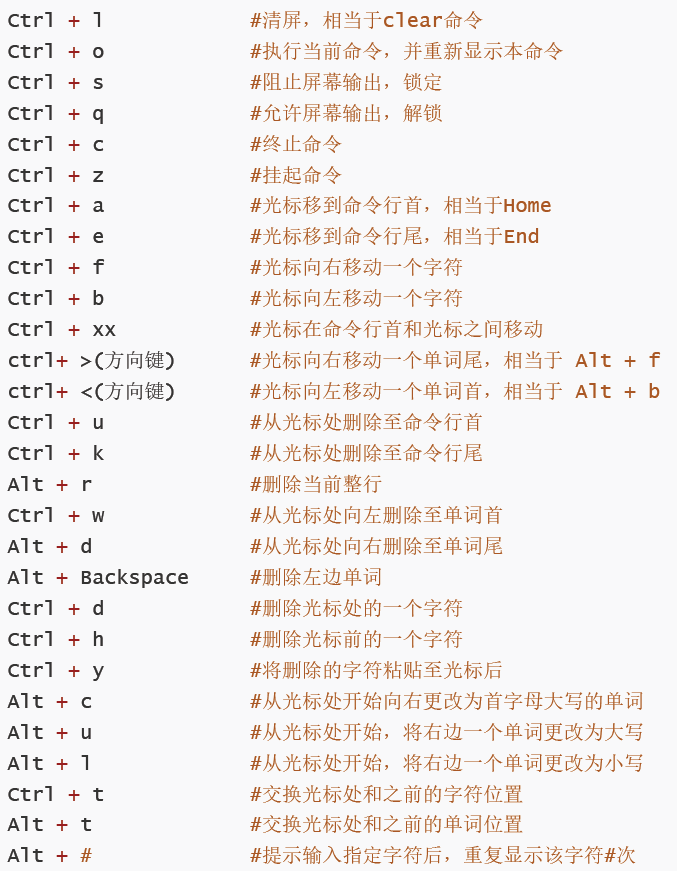 Ctrl + l #清屏，相当于clear命令
Ctrl + o #执行当前命令，并重新显示本命令
Ctrl + s #阻止屏幕输出，锁定
Ctrl + q #允许屏幕输出，解锁
Ctrl + c #终止命令
Ctrl + z #挂起命令
Ctrl + a #光标移到命令行首，相当于Home
Ctrl + e #光标移到命令行尾，相当于End
Ctrl + f #光标向右移动一个字符
Ctrl + b #光标向左移动一个字符
Ctrl + xx #光标在命令行首和光标之间移动
ctrl+ >(方向键) #光标向右移动一个单词尾，相当于 Alt + f
ctrl+ <(方向键) #光标向左移动一个单词首，相当于 Alt + b
Ctrl + u #从光标处删除至命令行首
Ctrl + k #从光标处删除至命令行尾
Alt + r #删除当前整行
Ctrl + w #从光标处向左删除至单词首
Alt + d #从光标处向右删除至单词尾
Alt + Backspace #删除左边单词
Ctrl + d #删除光标处的一个字符
Ctrl + h #删除光标前的一个字符
Ctrl + y #将删除的字符粘贴至光标后
Alt + c #从光标处开始向右更改为首字母大写的单词
Alt + u #从光标处开始，将右边一个单词更改为大写
Alt + l #从光标处开始，将右边一个单词更改为小写
Ctrl + t #交换光标处和之前的字符位置
Alt + t #交换光标处和之前的单词位置
Alt + # #提示输入指定字符后，重复显示该字符#次